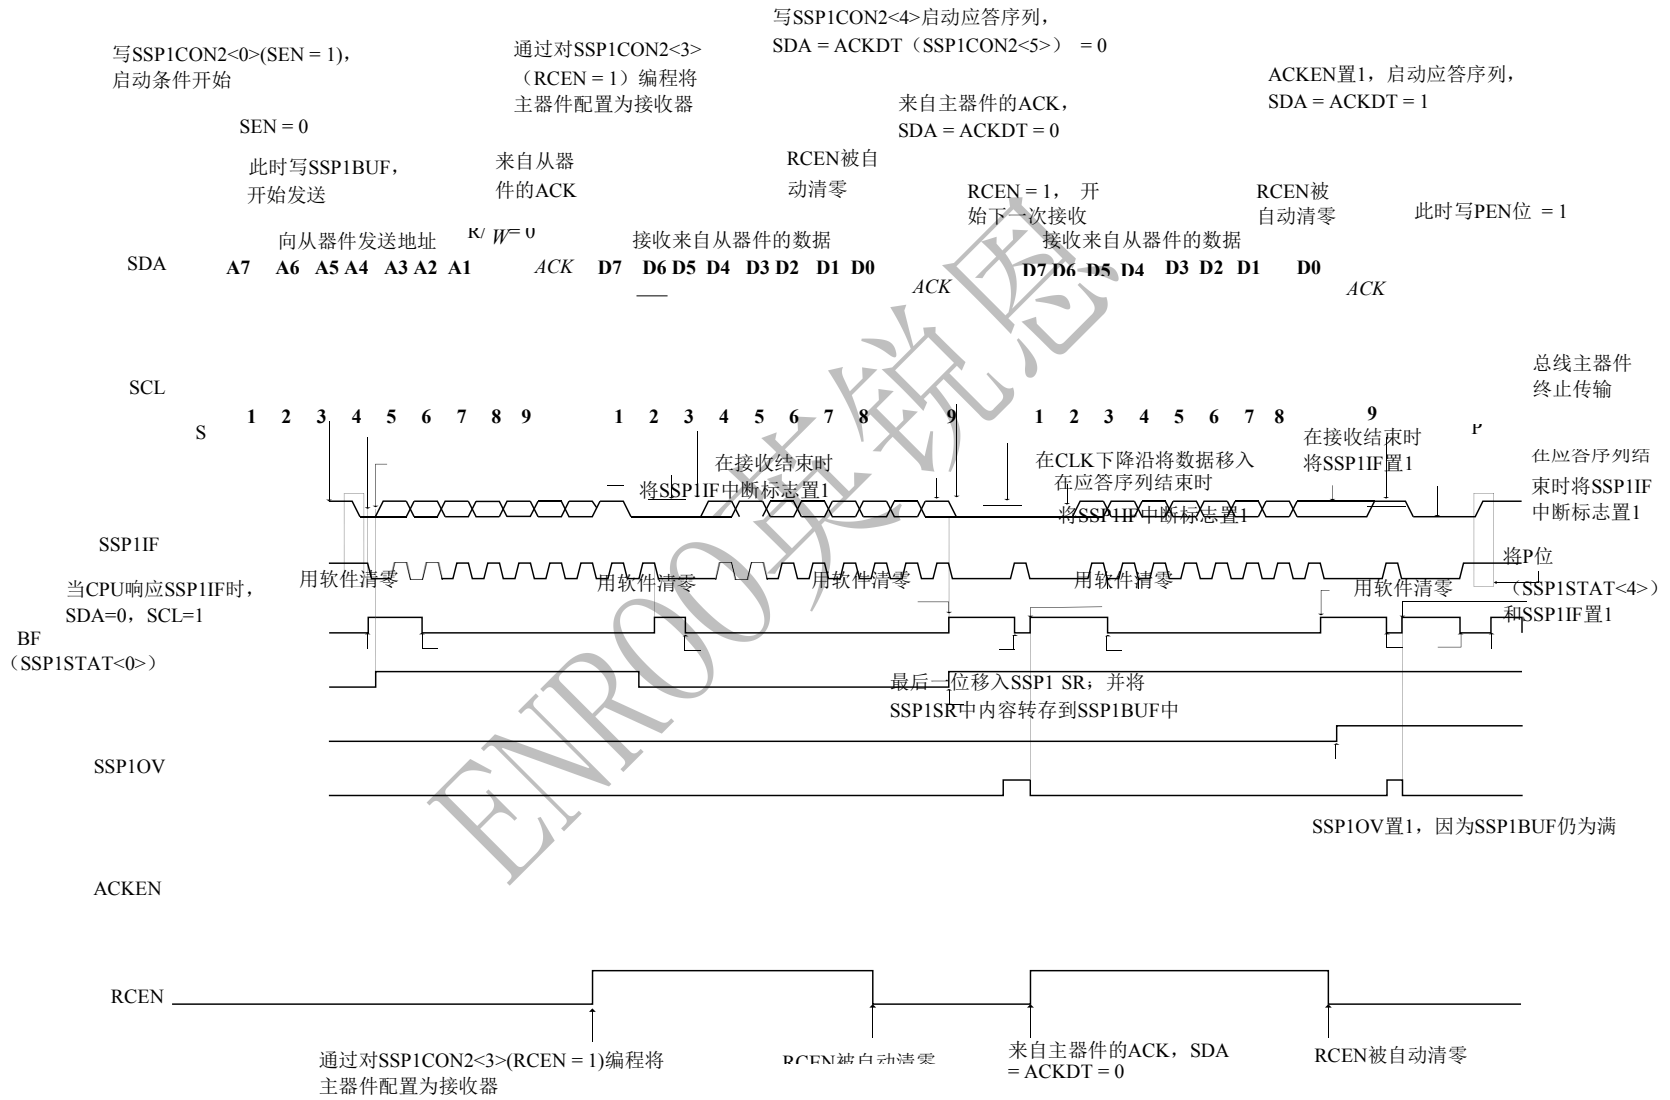 写SSP1CON2<4>启动应答序列，
SDA = ACKDT（SSP1CON2<5>） = 0
写SSP1CON2<0>(SEN = 1)，
启动条件开始
通过对SSP1CON2<3>
（RCEN = 1）编程将
主器件配置为接收器
ACKEN置1，启动应答序列，
SDA = ACKDT = 1
来自主器件的ACK，
SDA = ACKDT = 0
SEN = 0
此时写SSP1BUF，
开始发送
来自从器
件的ACK
RCEN被自
动清零
RCEN = 1， 开
始下一次接收
RCEN被
自动清零
此时写PEN位 = 1
向从器件发送地址
R/ W= 0
接收来自从器件的数据
接收来自从器件的数据
SDA
A7 A6 A5 A4 A3 A2 A1 ACK D7 D6 D5 D4 D3 D2 D1 D0
ACK
D7 D6 D5 D4 D3 D2 D1 D0
ACK
SCL
总线主器件
终止传输
S
1 2 3 4 5 6 7 8 9 1 2 3 4 5 6 7 8 9 1 2 3 4 5 6 7 8 9
P
在接收结束时
将SSP1IF中断标志置1
在CLK下降沿将数据移入
在应答序列结束时
将SSP1IF中断标志置1
在接收结束时
将SSP1IF置1
在应答序列结
束时将SSP1IF
中断标志置1
SSP1IF
用软件清零
用软件清零
用软件清零
用软件清零
用软件清零
将P位
（SSP1STAT<4>）
和SSP1IF置1
当CPU响应SSP1IF时，
SDA=0，SCL=1
BF
（SSP1STAT<0>）
最后一位移入SSP1 SR；并将
SSP1SR中内容转存到SSP1BUF中
SSP1OV
SSP1OV置1，因为SSP1BUF仍为满
ACKEN
RCEN
通过对SSP1CON2<3>(RCEN = 1)编程将
主器件配置为接收器
RCEN被自动清零
来自主器件的ACK，SDA
= ACKDT = 0
RCEN被自动清零
ENROO英锐恩